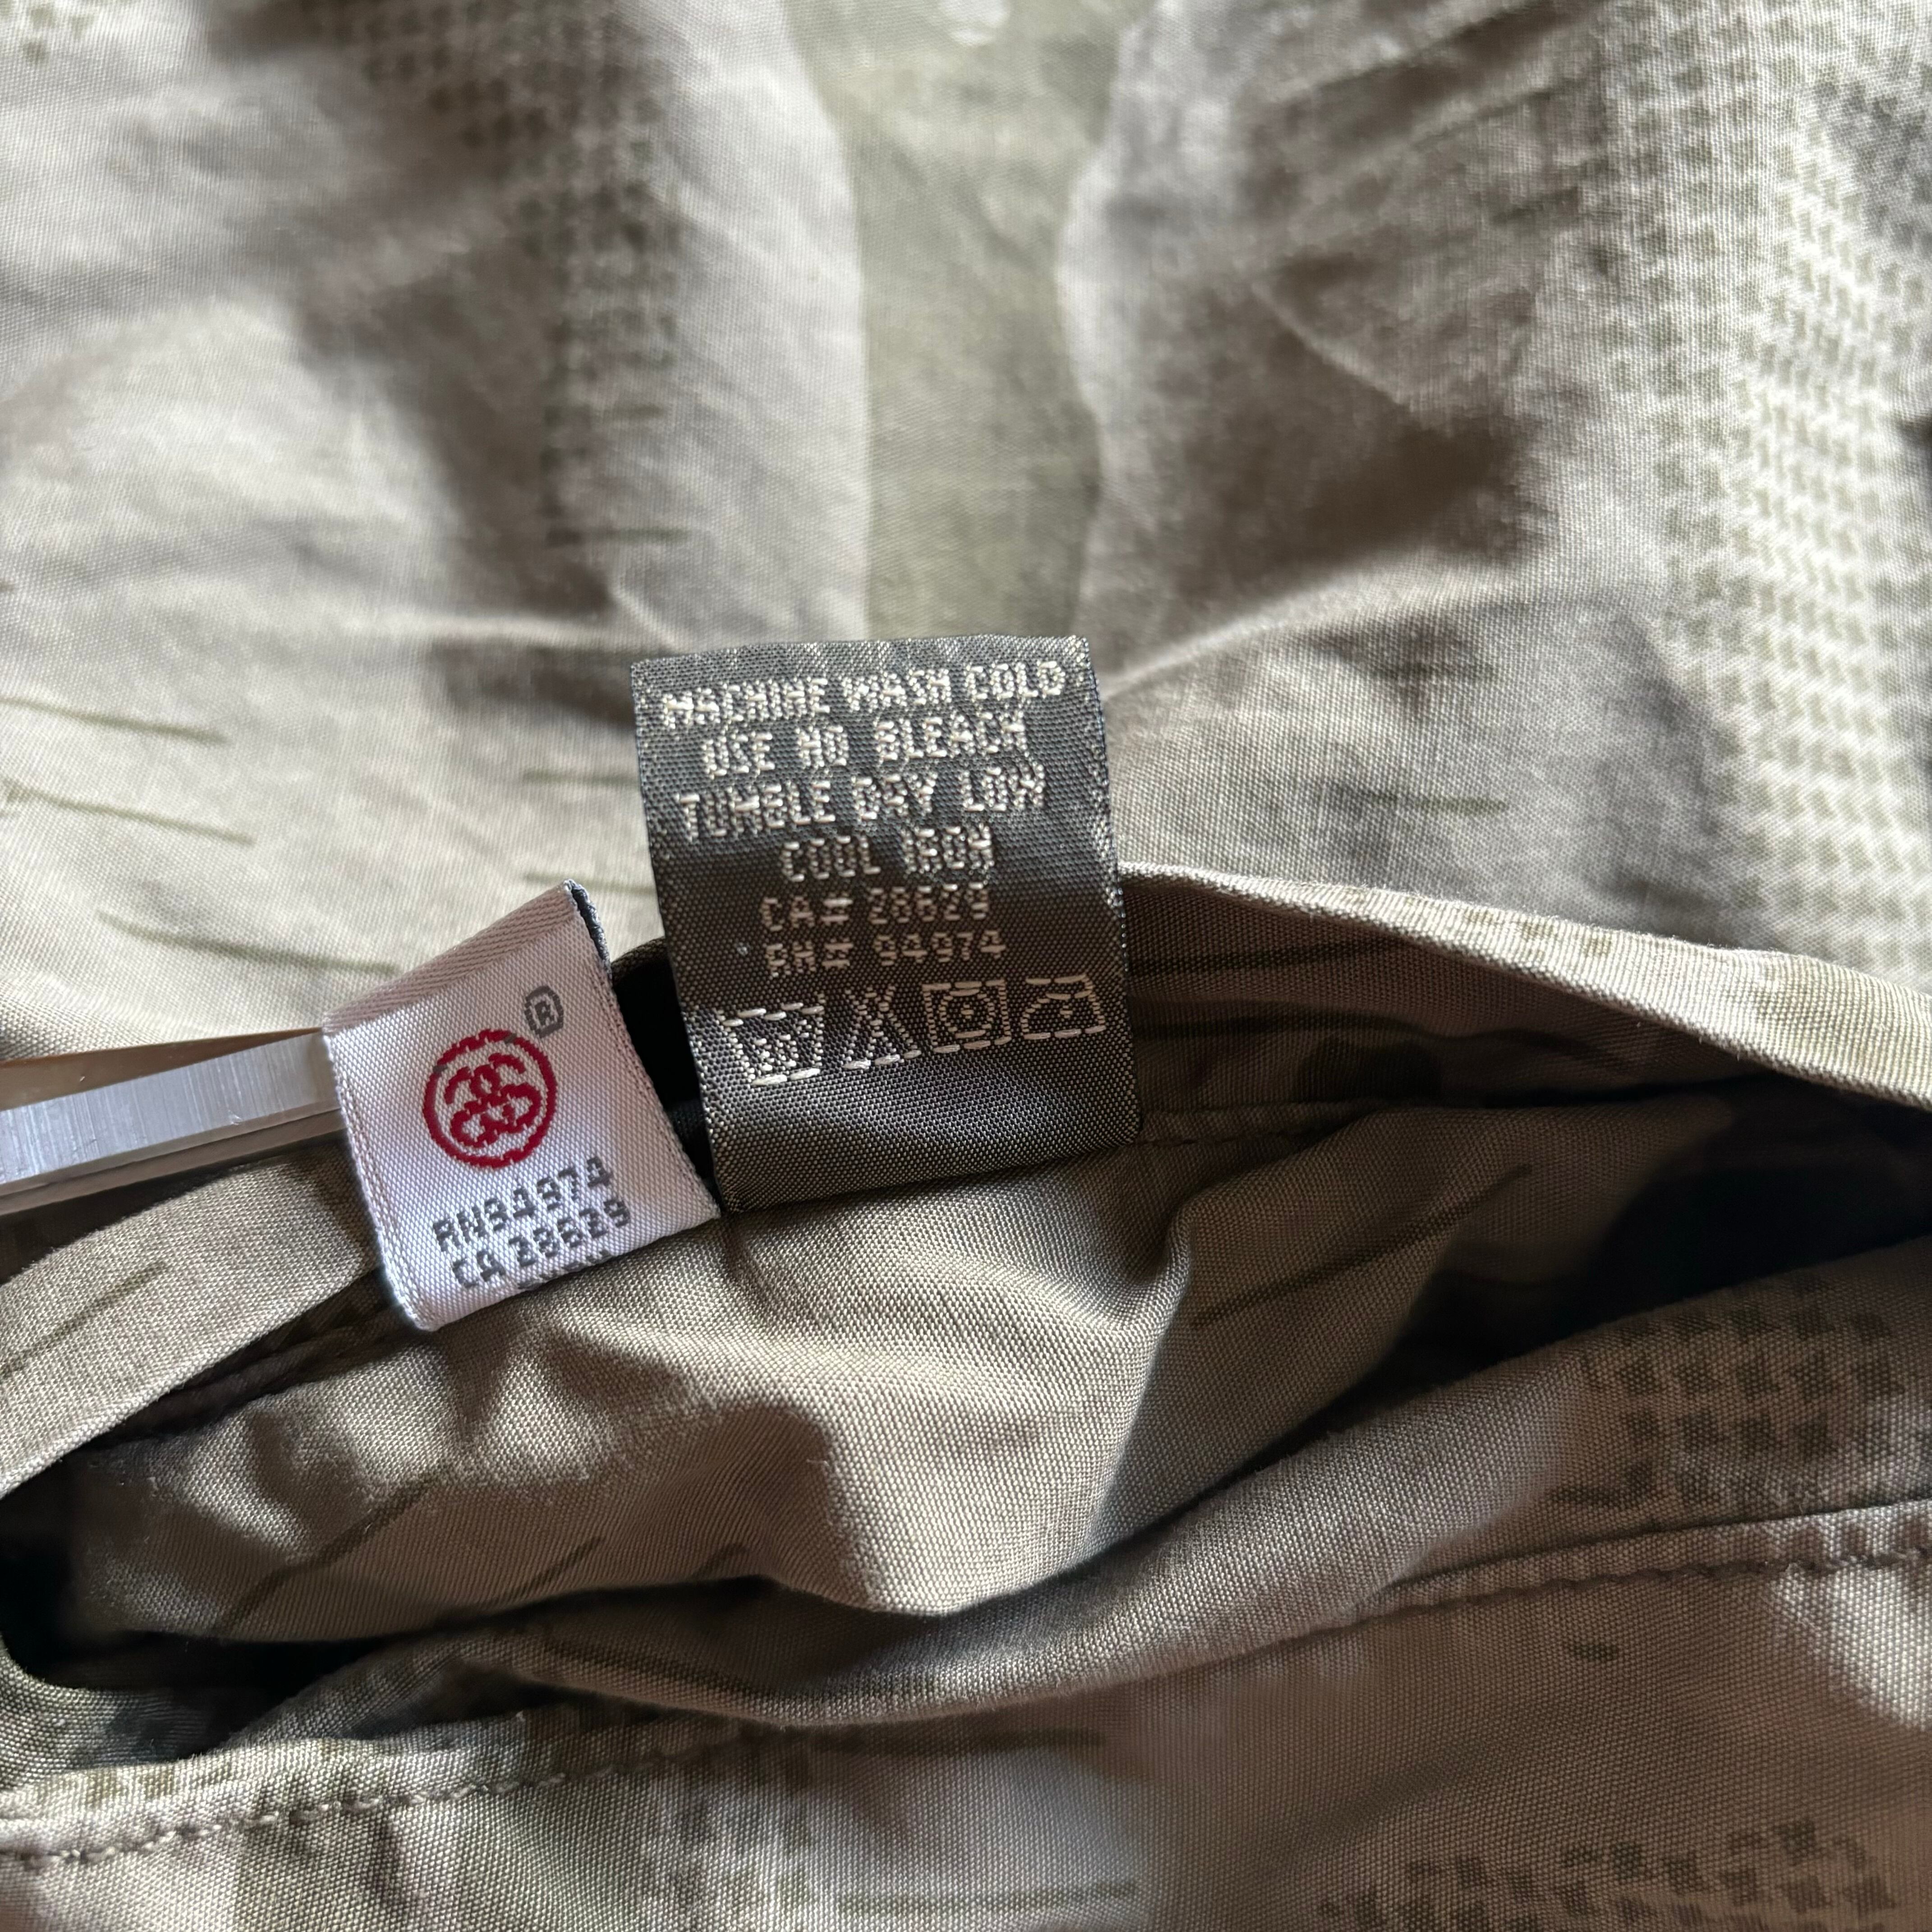 MACHINE WASH COLD
USE NO BLEACH
TUMBLE DRY LOW
COOL IRON
CA# 28629
RN# 94974
®
RN94974
CA 28629